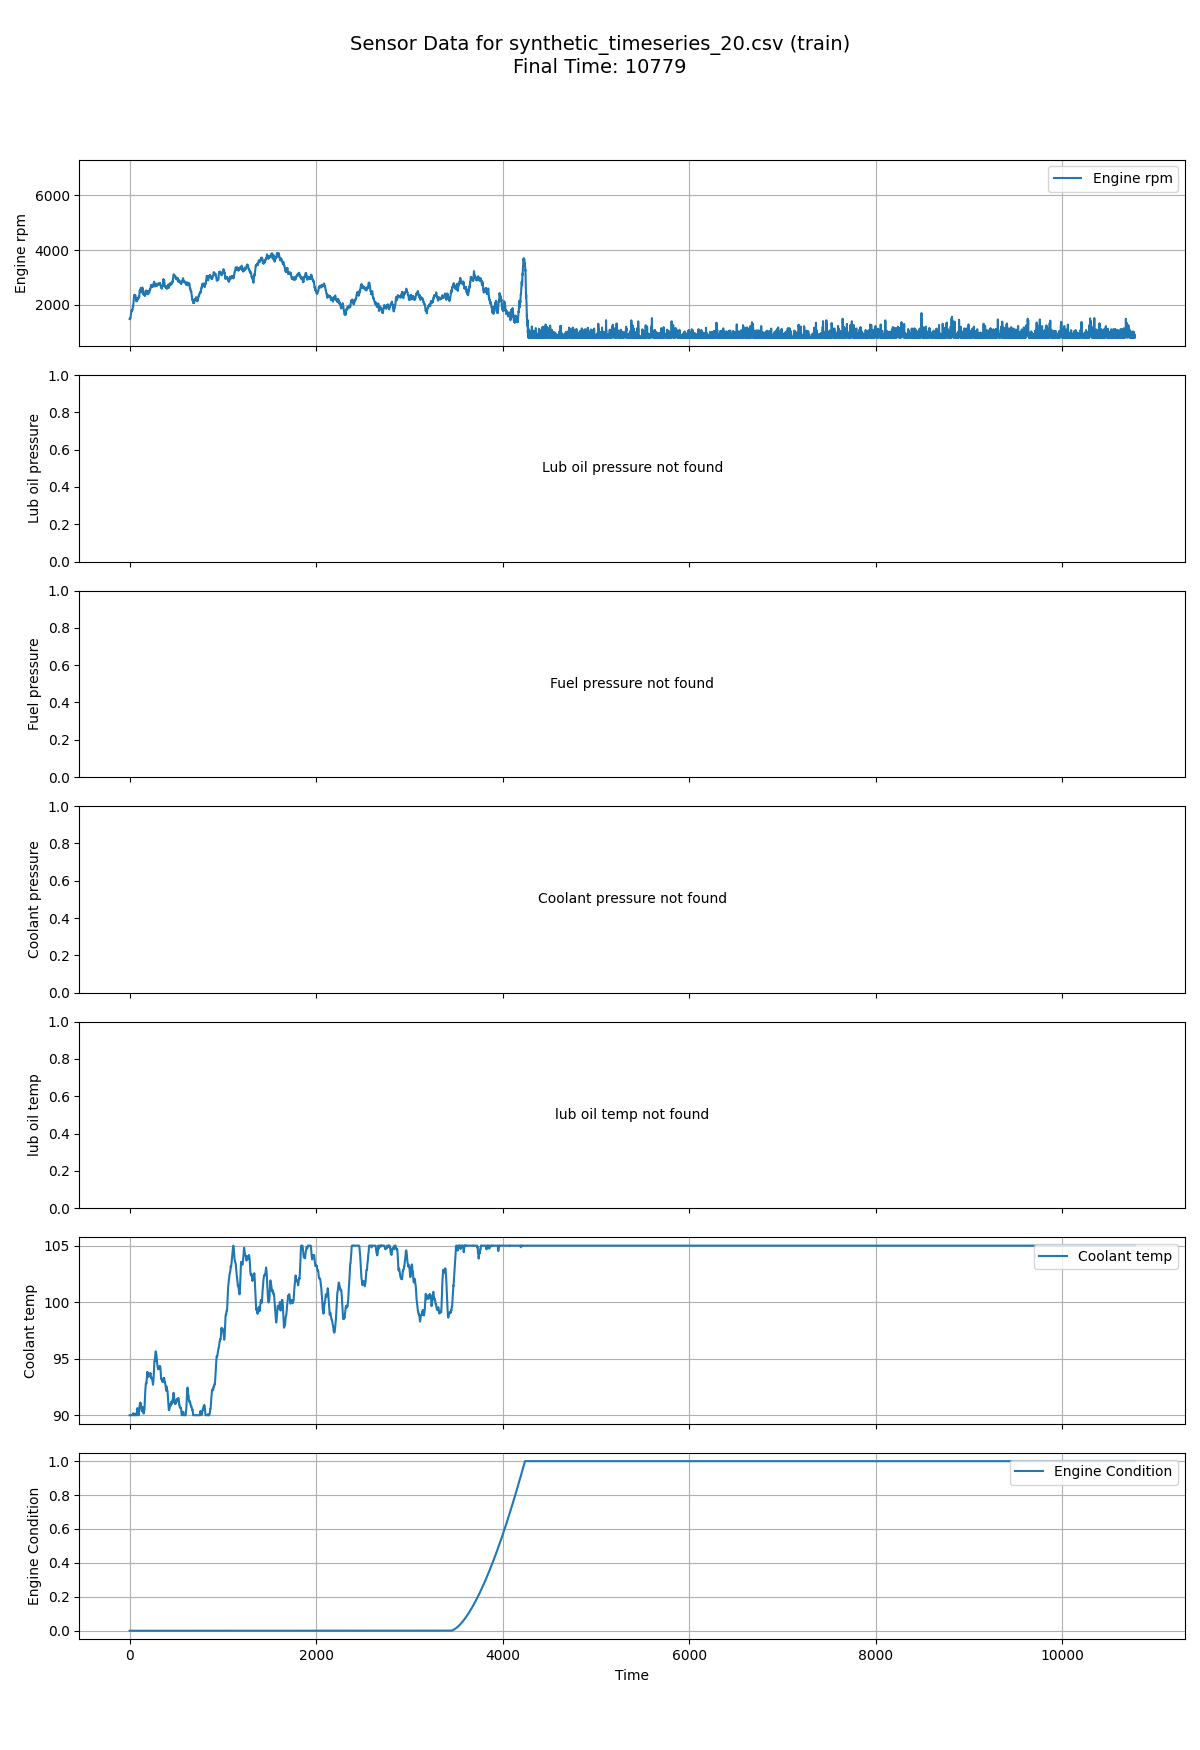 Sensor Data for synthetic_timeseries_20.csv (train)
Final Time: 10779
Engine rpm
6000
4000
2000
Engine rpm
Lub oil pressure
1.0
0.8
0.6
0.4
0.2
0.0
Lub oil pressure not found
Fuel pressure
1.0
0.8
0.6
0.4
0.2
0.0
Fuel pressure not found
Coolant pressure
1.0
0.8
0.6
0.4
0.2
0.0
Coolant pressure not found
lub oil temp
1.0
0.8
0.6
0.4
0.2
0.0
lub oil temp not found
Coolant temp
105
100
95
90
Coolant temp
Engine Condition
1.0
0.8
0.6
0.4
0.2
0.0
Engine Condition
0 2000 4000 6000 8000 10000
Time